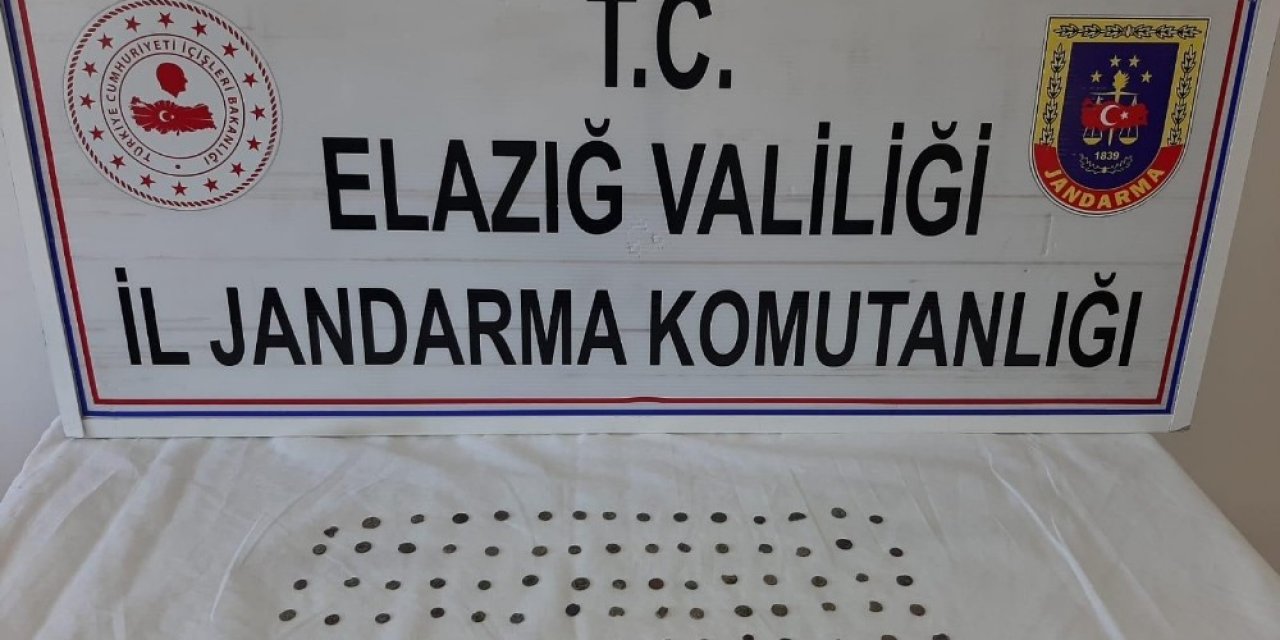 T.C.
ELAZIĞ VALİLİĞİ
İL JANDARMA KOMUTANLIĞI
TÜRKİYE CUMHURİYETİ İÇİŞLERİ BAKANLIĞI
1839
JANDARMA